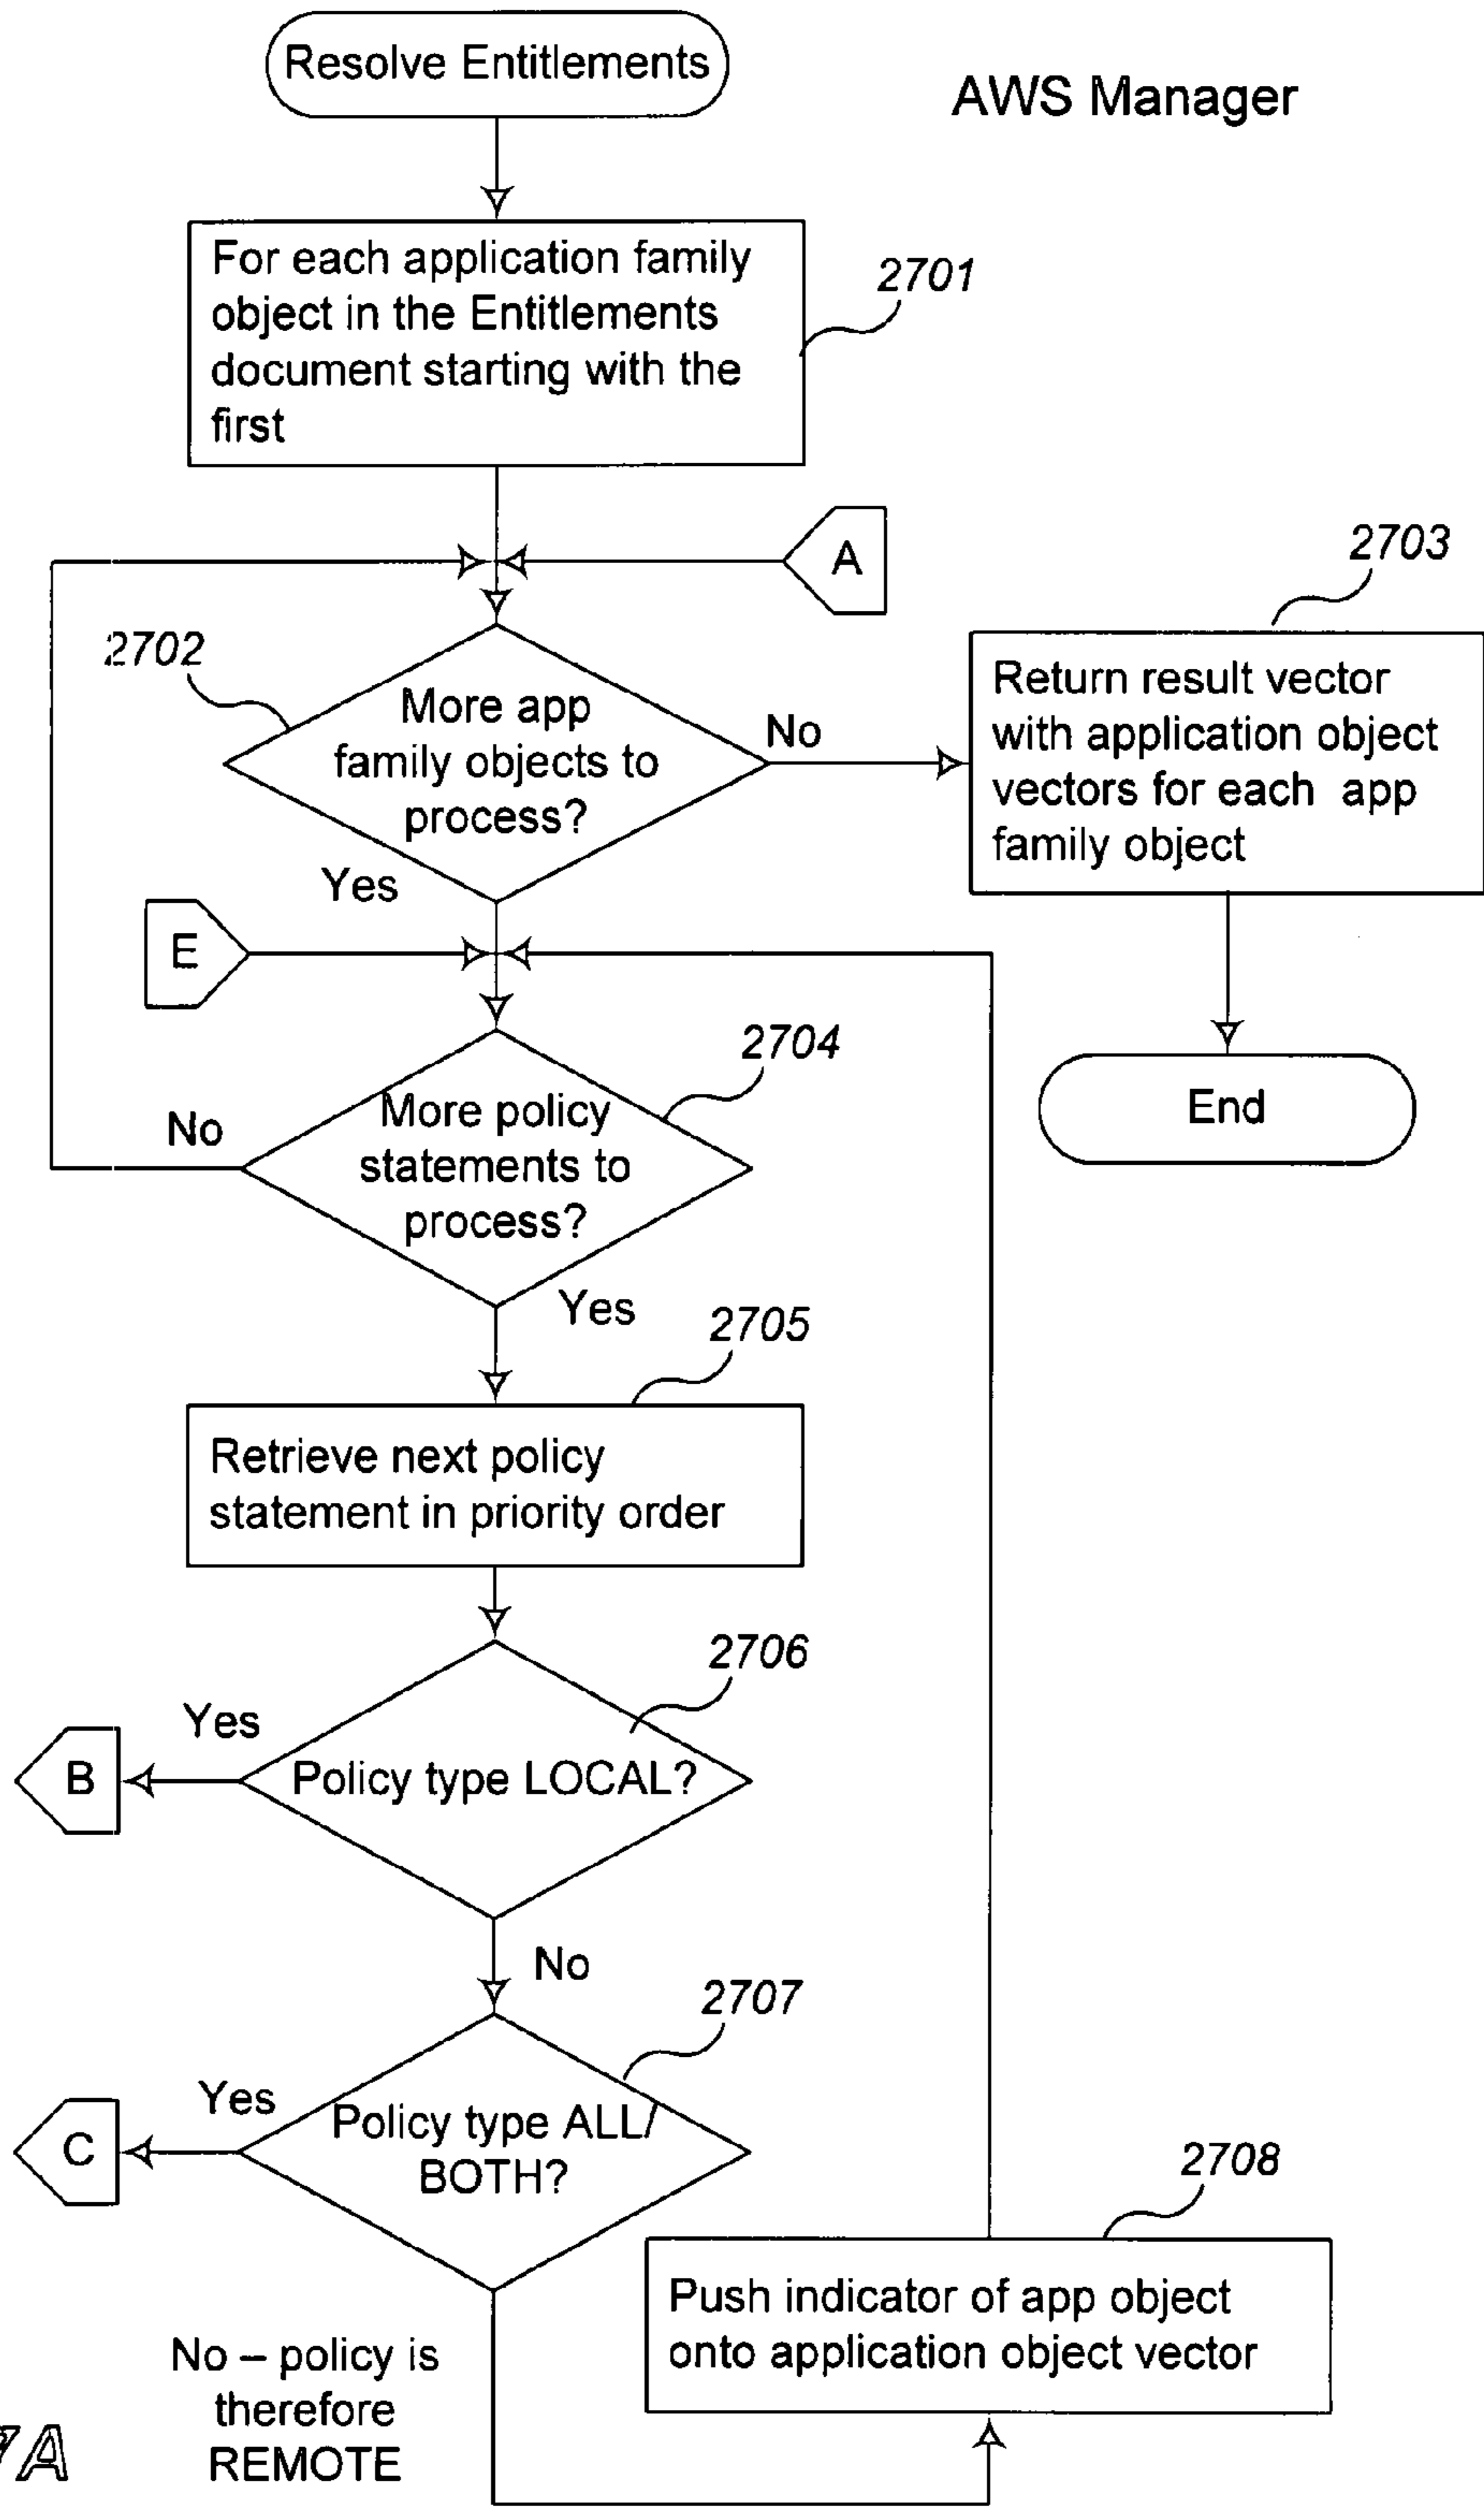 Resolve Entitlements
AWS Manager
For each application family
object in the Entitlements
document starting with the
first
2701
A
2703
2702
More app
family objects to
process?
No
Return result vector
with application object
vectors for each app
family object
Yes
E
2704
More policy
statements to
process?
No
End
Yes
2705
Retrieve next policy
statement in priority order
2706
Yes
B
Policy type LOCAL?
No
2707
Yes
C
Policy type ALL/
BOTH?
2708
Push indicator of app object
onto application object vector
No – policy is
therefore
REMOTE
7A